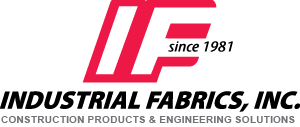 IF
since 1981
INDUSTRIAL FABRICS, INC.
CONSTRUCTION PRODUCTS & ENGINEERING SOLUTIONS